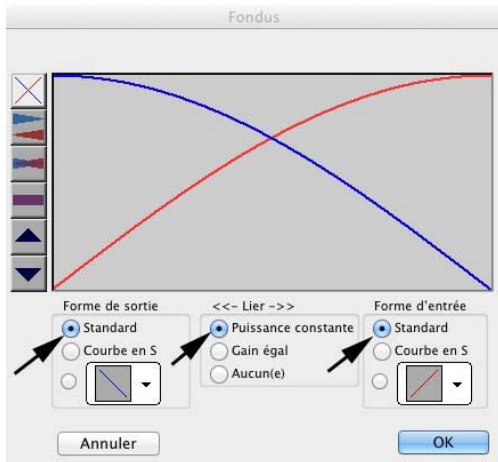 Fondus
Forme de sortie
<<- Lier ->>
Forme d'entrée
Standard
Puissance constante
Standard
Courbe en S
Gain égal
Courbe en S
Aucun(e)
Annuler
OK